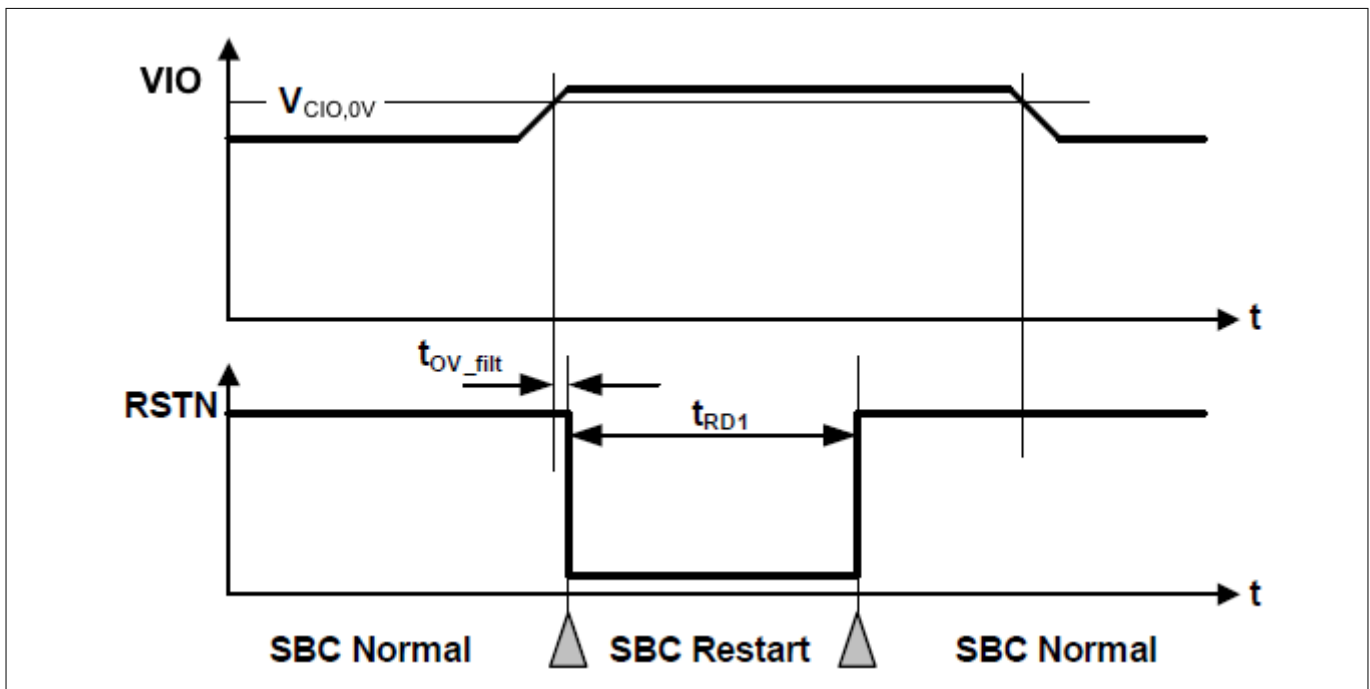 VIO
VCIO,0V
t
tOV_filt
RSTN
tRD1
t
SBC Normal
SBC Restart
SBC Normal